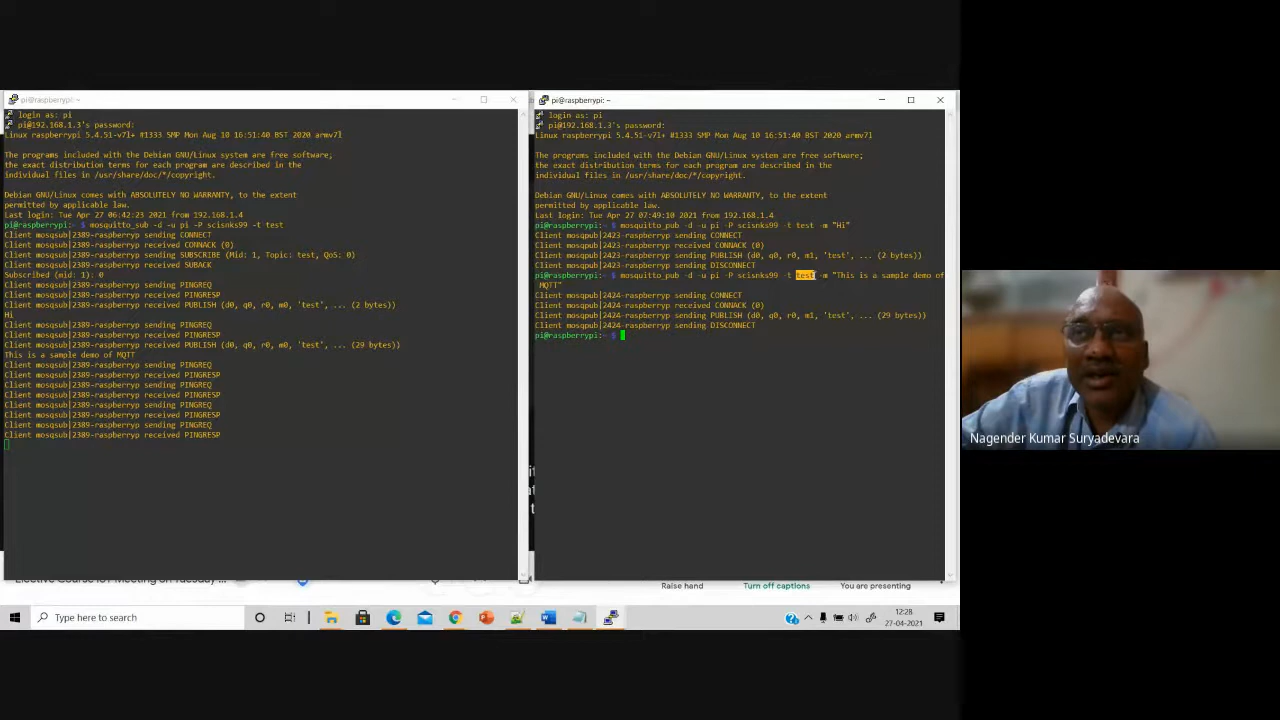 pi@raspberrypi: ~
login as: pi
pi@192.168.1.3's password:
Linux raspberrypi 5.4.51-v7l+ #1333 SMP Mon Aug 10 16:51:40 BST 2020 armv7l
The programs included with the Debian GNU/Linux system are free software;
the exact distribution terms for each program are described in the
individual files in /usr/share/doc/*/copyright.
Debian GNU/Linux comes with ABSOLUTELY NO WARRANTY, to the extent
permitted by applicable law.
Last login: Tue Apr 27 06:42:23 2021 from 192.168.1.4
pi@raspberrypi:~ $ mosquitto_sub -d -u pi -P scisnks99 -t test
Client mosqsub|2389-raspberryp sending CONNECT
Client mosqsub|2389-raspberryp received CONNACK (0)
Client mosqsub|2389-raspberryp sending SUBSCRIBE (Mid: 1, Topic: test, QoS: 0)
Client mosqsub|2389-raspberryp received SUBACK
Subscribed (mid: 1): 0
Client mosqsub|2389-raspberryp sending PINGREQ
Client mosqsub|2389-raspberryp received PINGRESP
Client mosqsub|2389-raspberryp received PUBLISH (d0, q0, r0, m0, 'test', ... (2 bytes))
Hi
Client mosqsub|2389-raspberryp sending PINGREQ
Client mosqsub|2389-raspberryp received PINGRESP
Client mosqsub|2389-raspberryp received PUBLISH (d0, q0, r0, m0, 'test', ... (29 bytes))
This is a sample demo of MQTT
Client mosqsub|2389-raspberryp sending PINGREQ
Client mosqsub|2389-raspberryp received PINGRESP
Client mosqsub|2389-raspberryp sending PINGREQ
Client mosqsub|2389-raspberryp received PINGRESP
Client mosqsub|2389-raspberryp sending PINGREQ
Client mosqsub|2389-raspberryp received PINGRESP
Client mosqsub|2389-raspberryp sending PINGREQ
Client mosqsub|2389-raspberryp received PINGRESP
pi@raspberrypi: ~
login as: pi
pi@192.168.1.3's password:
Linux raspberrypi 5.4.51-v7l+ #1333 SMP Mon Aug 10 16:51:40 BST 2020 armv7l
The programs included with the Debian GNU/Linux system are free software;
the exact distribution terms for each program are described in the
individual files in /usr/share/doc/*/copyright.
Debian GNU/Linux comes with ABSOLUTELY NO WARRANTY, to the extent
permitted by applicable law.
Last login: Tue Apr 27 07:49:10 2021 from 192.168.1.4
pi@raspberrypi:~ $ mosquitto_pub -d -u pi -P scisnks99 -t test -m "Hi"
Client mosqpub|2423-raspberryp sending CONNECT
Client mosqpub|2423-raspberryp received CONNACK (0)
Client mosqpub|2423-raspberryp sending PUBLISH (d0, q0, r0, m1, 'test', ... (2 bytes))
Client mosqpub|2423-raspberryp sending DISCONNECT
pi@raspberrypi:~ $ mosquitto_pub -d -u pi -P scisnks99 -t test -m "This is a sample demo of
MQTT"
Client mosqpub|2424-raspberryp sending CONNECT
Client mosqpub|2424-raspberryp received CONNACK (0)
Client mosqpub|2424-raspberryp sending PUBLISH (d0, q0, r0, m1, 'test', ... (29 bytes))
Client mosqpub|2424-raspberryp sending DISCONNECT
pi@raspberrypi:~ $
Nagender Kumar Suryadevara
Raise hand
Turn off captions
You are presenting
Type here to search
12:28
27-04-2021